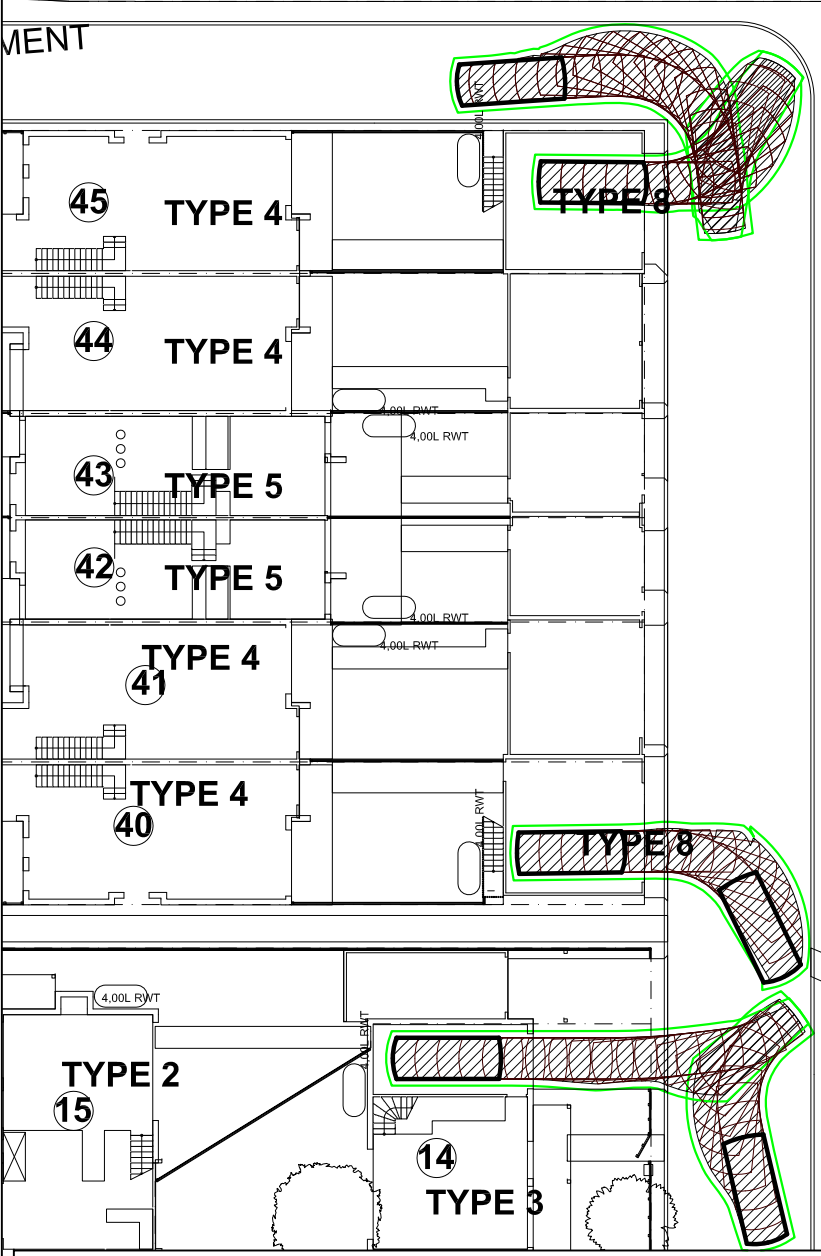 MENT
4,00L RWT
45
TYPE 4
TYPE 8
44
TYPE 4
4,00L RWT
4,00L RWT
43
TYPE 5
42
TYPE 5
4,00L RWT
4,00L RWT
TYPE 4
41
TYPE 4
40
4,00L RWT
TYPE 8
4,00L RWT
4,00L RWT
TYPE 2
15
14
TYPE 3